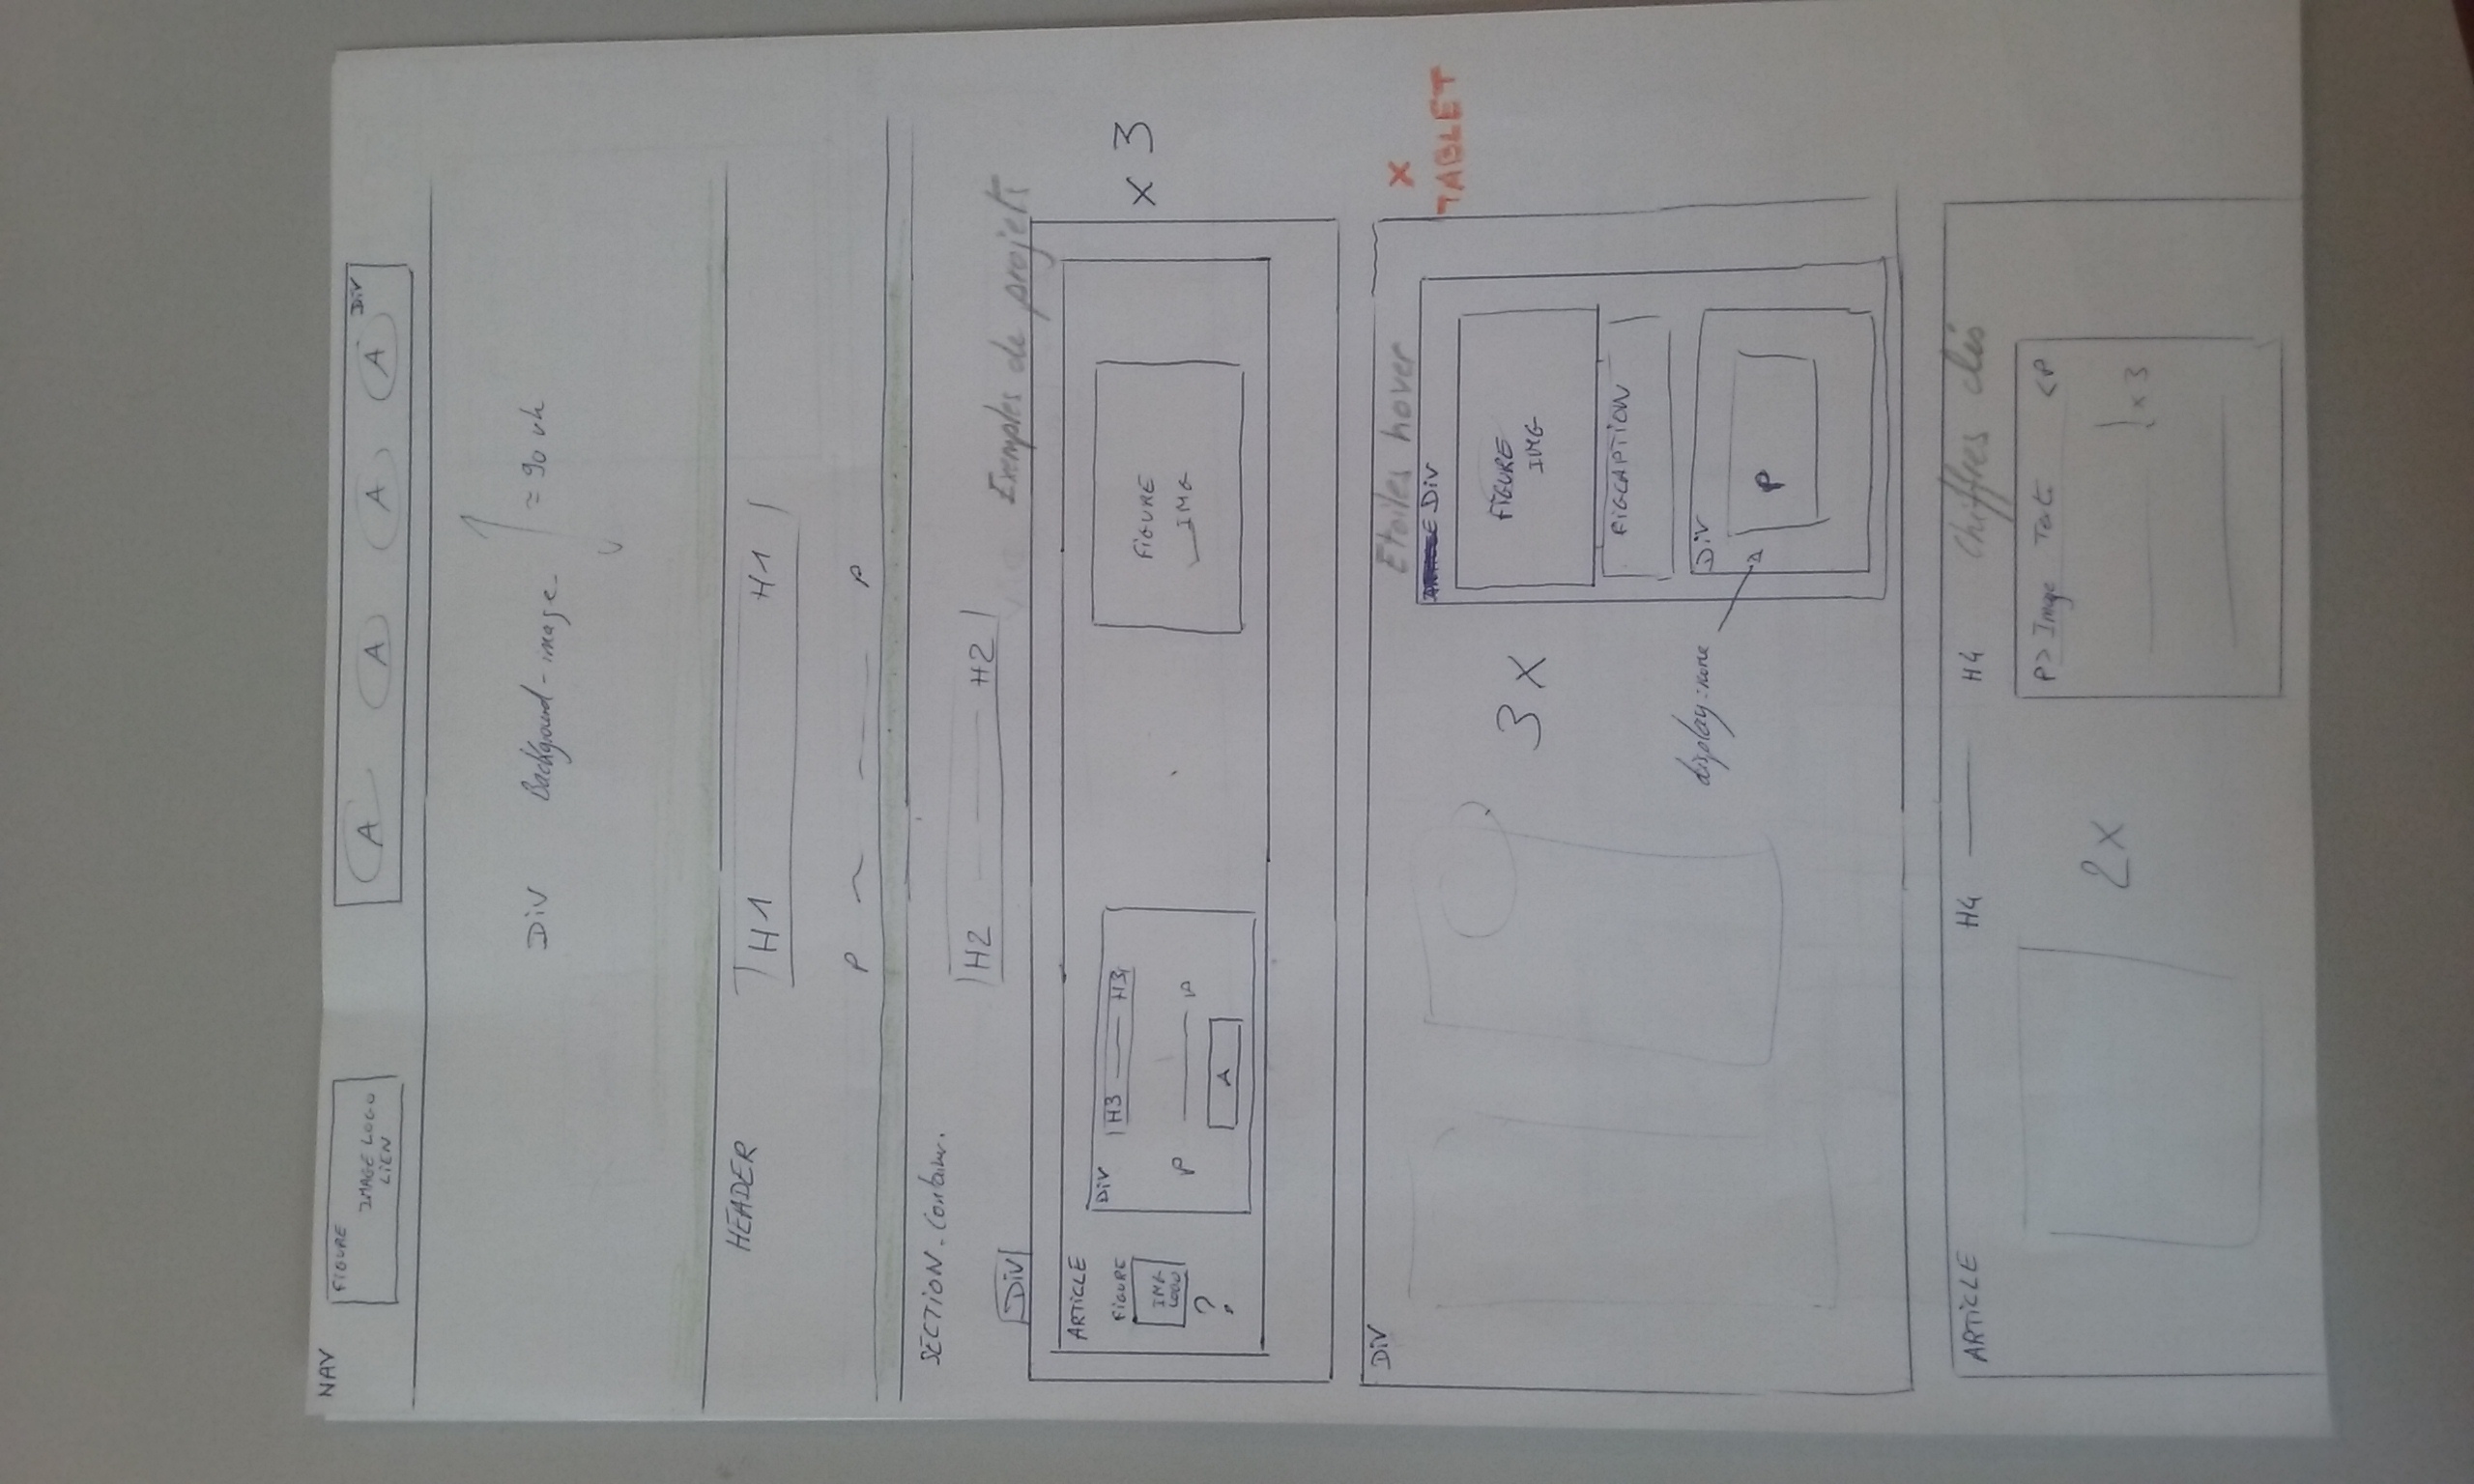 NAV
FIGURE
IMAGE LOGO
LIEN
A A A A DIV
DIV Background-image ≃ 90 vh
HEADER
H1 H1
P P
SECTION.Container.
H2 H2
DIV
Exemples de projets
ARTICLE
FIGURE
IMG
LOGO
?
DIV
H3 H3
P P
A
FIGURE
IMG
x 3
DIV
Etoiles hover
X
TABLET
DIV
FIGURE
IMG
FIGCAPTION
3 X
display:none
DIV
P
ARTICLE
H4 H4
Chiffres clés
2 X
P> Image Text <P
x 3